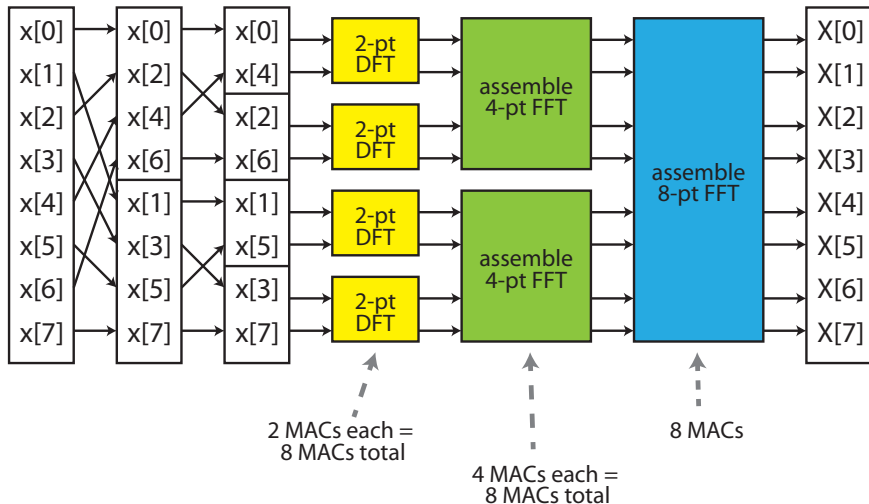 x[0]
x[1]
x[2]
x[3]
x[4]
x[5]
x[6]
x[7]
x[0]
x[2]
x[4]
x[6]
x[1]
x[3]
x[5]
x[7]
x[0]
x[4]
x[2]
x[6]
x[1]
x[5]
x[3]
x[7]
2-pt
DFT
2-pt
DFT
2-pt
DFT
2-pt
DFT
assemble
4-pt FFT
assemble
4-pt FFT
assemble
8-pt FFT
X[0]
X[1]
X[2]
X[3]
X[4]
X[5]
X[6]
X[7]
2 MACs each =
8 MACs total
4 MACs each =
8 MACs total
8 MACs